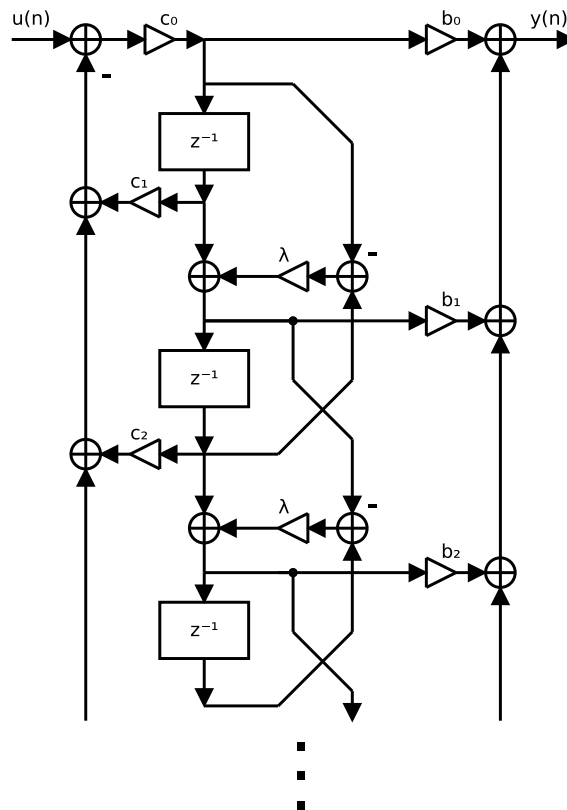 u(n) c₀ b₀ y(n)
-
z⁻¹
c₁
λ -
b₁
z⁻¹
c₂
λ -
b₂
z⁻¹